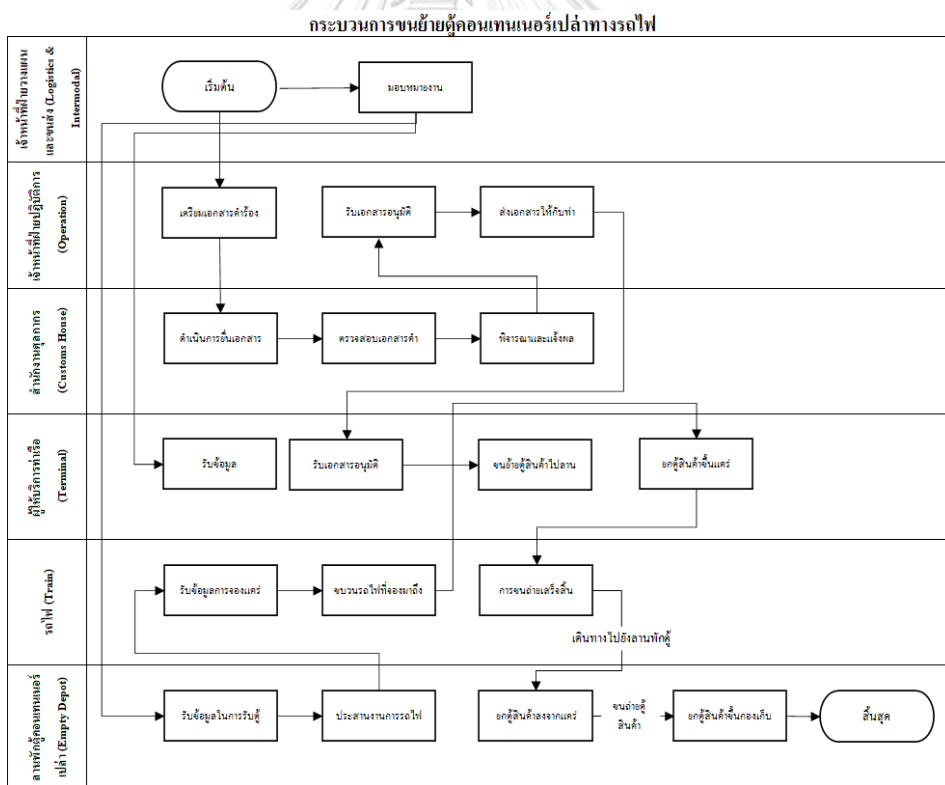 กระบวนการขนย้ายตู้คอนเทนเนอร์เปล่าทางรถไฟ
เจ้าหน้าที่ฝ่ายวางแผน
และขนส่ง (Logistics &
Intermodal)
เริ่มต้น
มอบหมายงาน
เจ้าหน้าที่ฝ่ายปฏิบัติการ
(Operation)
เตรียมเอกสารคำร้อง
รับเอกสารอนุมัติ
ส่งเอกสารให้กับท่า
สำนักงานศุลกากร
(Customs House)
ดำเนินการยื่นเอกสาร
ตรวจสอบเอกสารคำ
พิจารณาและแจ้งผล
ผู้ให้บริการท่าเรือ
(Terminal)
รับข้อมูล
รับเอกสารอนุมัติ
ขนย้ายตู้สินค้าไปลาน
ยกตู้สินค้าขึ้นแคร่
รถไฟ (Train)
รับข้อมูลการจองแคร่
ขบวนรถไฟที่จองมาถึง
การขนถ่ายเสร็จสิ้น
เดินทางไปยังลานพักตู้
ลานพักตู้คอนเทนเนอร์
เปล่า (Empty Depot)
รับข้อมูลในการรับตู้
ประสานงานการรถไฟ
ยกตู้สินค้าลงจากแคร่
ขนถ่ายตู้
สินค้า
ยกตู้สินค้าขึ้นกองเก็บ
สิ้นสุด